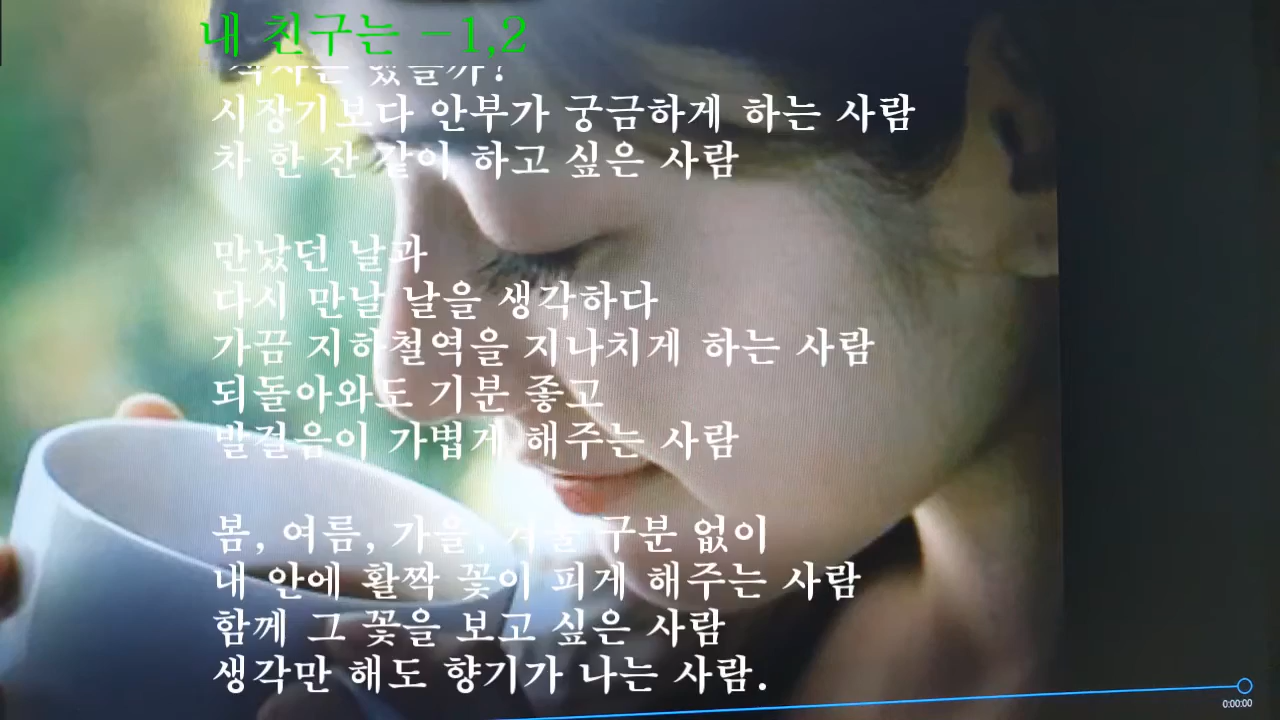 내 친구는 -1,2
식사는 했을까?
시장기보다 안부가 궁금하게 하는 사람
차 한 잔 같이 하고 싶은 사람
만났던 날과
다시 만날 날을 생각하다
가끔 지하철역을 지나치게 하는 사람
되돌아와도 기분 좋고
발걸음이 가볍게 해주는 사람
봄, 여름, 가을, 겨울 구분 없이
내 안에 활짝 꽃이 피게 해주는 사람
함께 그 꽃을 보고 싶은 사람
생각만 해도 향기가 나는 사람.
0:00:00